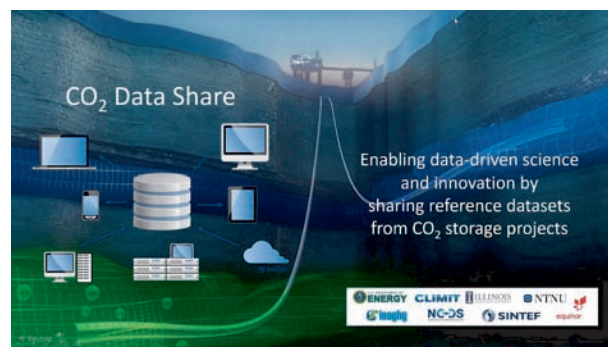 CO₂ Data Share
Enabling data-driven science
and innovation by
sharing reference datasets
from CO₂ storage projects
ENERGY CLIMIT ILLINOIS NTNU
imaging SINTEF equinor